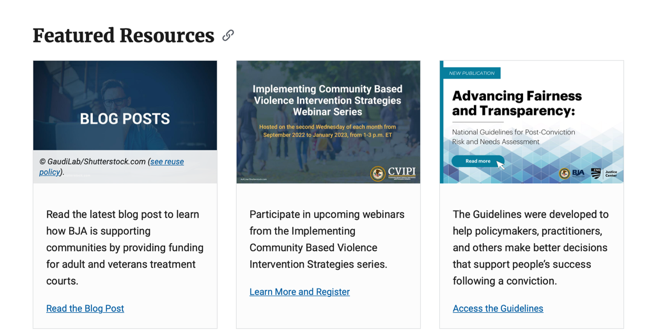 Featured Resources
BLOG POSTS
© GaudiLab/Shutterstock.com (see reuse
policy).
Read the latest blog post to learn
how BJA is supporting
communities by providing funding
for adult and veterans treatment
courts.
Read the Blog Post
Implementing Community Based
Violence Intervention Strategies
Webinar Series
Hosted on the second Wednesday of each month from
September 2022 to January 2023, from 1-3 p.m. ET
CVIPI
Participate in upcoming webinars
from the Implementing
Community Based Violence
Intervention Strategies series.
Learn More and Register
NEW PUBLICATION
Advancing Fairness
and Transparency:
National Guidelines for Post-Conviction
Risk and Needs Assessment
Read more
BJA
Justice
Center
The Guidelines were developed to
help policymakers, practitioners,
and others make better decisions
that support people’s success
following a conviction.
Access the Guidelines